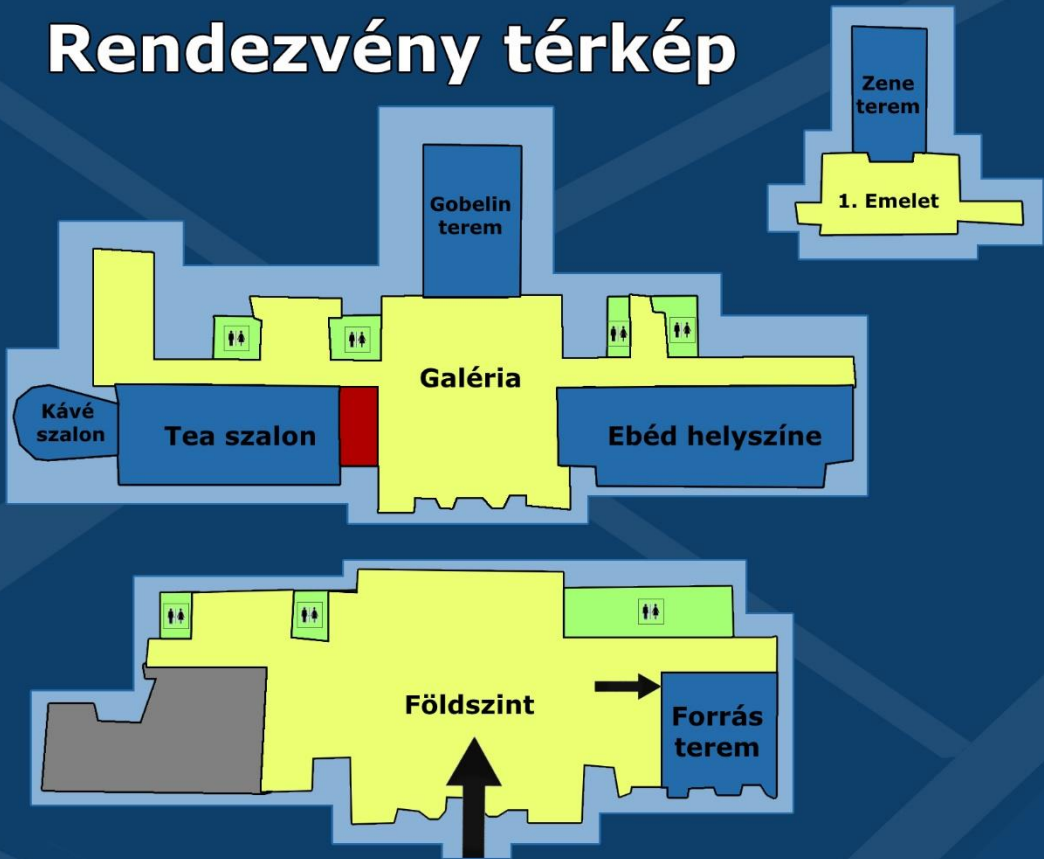 Rendezvény térkép
Zene
terem
1. Emelet
Gobelin
terem
Galéria
Kávé
szalon
Tea szalon
Ebéd helyszíne
Földszint
Forrás
terem